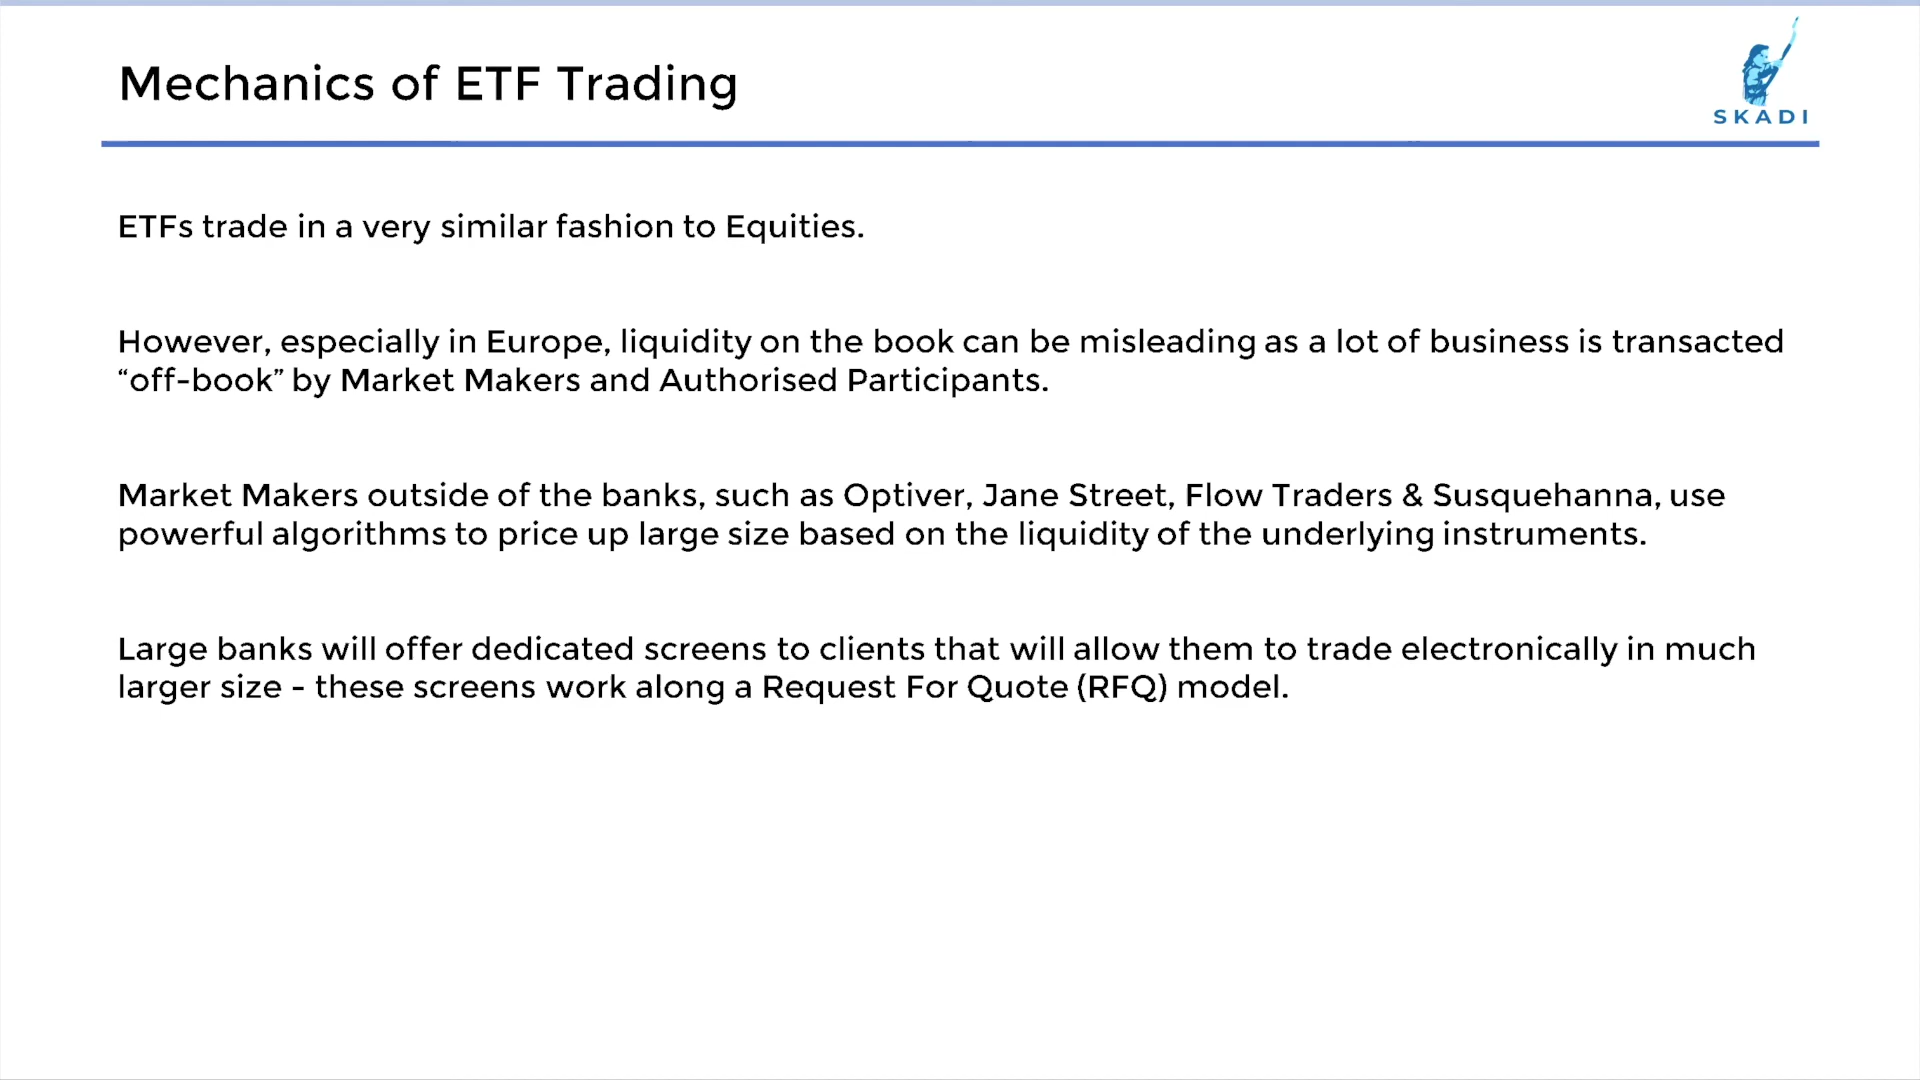 Mechanics of ETF Trading
SKADI
ETFs trade in a very similar fashion to Equities.
However, especially in Europe, liquidity on the book can be misleading as a lot of business is transacted
“off-book” by Market Makers and Authorised Participants.
Market Makers outside of the banks, such as Optiver, Jane Street, Flow Traders & Susquehanna, use
powerful algorithms to price up large size based on the liquidity of the underlying instruments.
Large banks will offer dedicated screens to clients that will allow them to trade electronically in much
larger size - these screens work along a Request For Quote (RFQ) model.